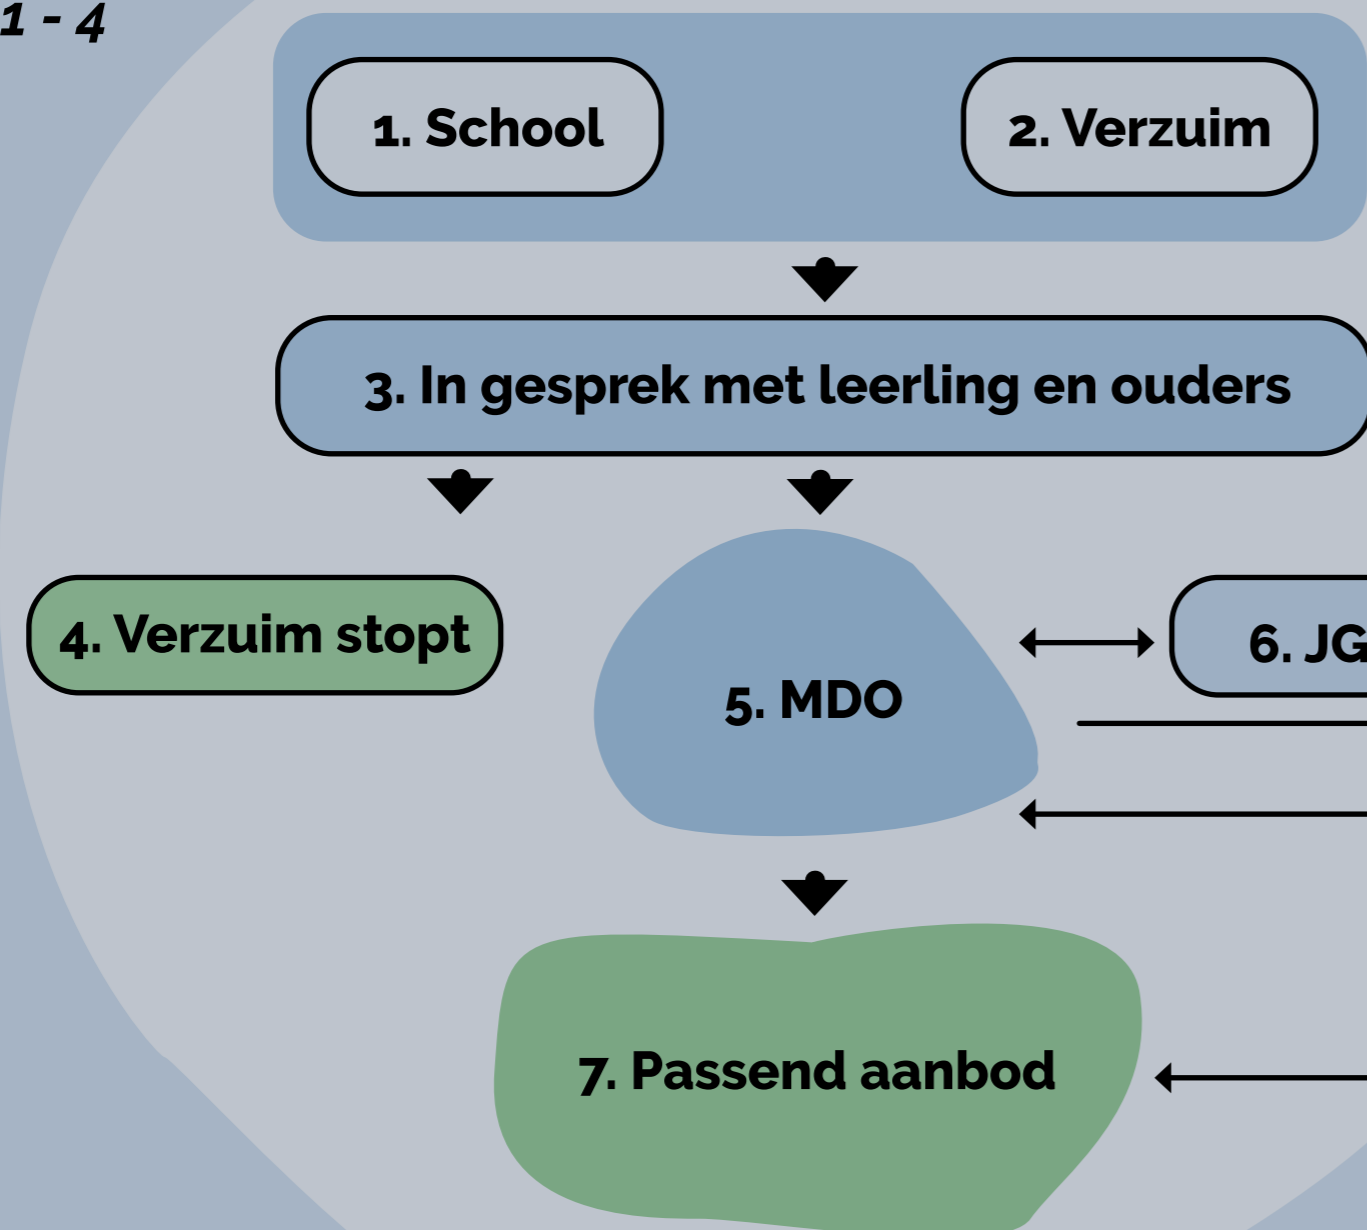 1 - 4
1. School
2. Verzuim
3. In gesprek met leerling en ouders
4. Verzuim stopt
5. MDO
6.
7. Passend aanbod